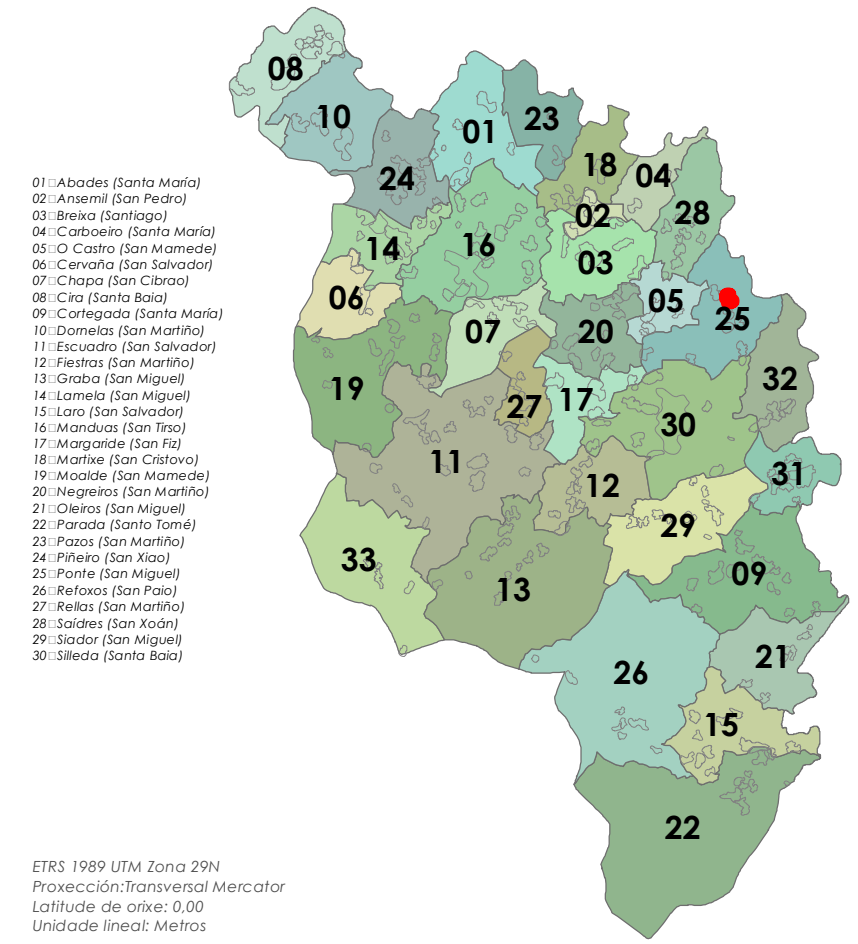 08
10
01
23
24
18
04
02
28
14
16
03
06
05
25
07
20
19
32
27
17
30
11
12
31
29
33
13
09
26
21
15
22
01□Abades (Santa María)
02□Ansemil (San Pedro)
03□Breixa (Santiago)
04□Carboeiro (Santa María)
05□O Castro (San Mamede)
06□Cervaña (San Salvador)
07□Chapa (San Cibrao)
08□Cira (Santa Baia)
09□Cortegada (Santa María)
10□Dornelas (San Martiño)
11□Escuadro (San Salvador)
12□Fiestras (San Martiño)
13□Graba (San Miguel)
14□Lamela (San Miguel)
15□Laro (San Salvador)
16□Manduas (San Tirso)
17□Margaride (San Fiz)
18□Martixe (San Cristovo)
19□Moalde (San Mamede)
20□Negreiros (San Martiño)
21□Oleiros (San Miguel)
22□Parada (Santo Tomé)
23□Pazos (San Martiño)
24□Piñeiro (San Xiao)
25□Ponte (San Miguel)
26□Refoxos (San Paio)
27□Rellas (San Martiño)
28□Saídres (San Xoán)
29□Siador (San Miguel)
30□Silleda (Santa Baia)
ETRS 1989 UTM Zona 29N
Proxección:Transversal Mercator
Latitude de orixe: 0,00
Unidade lineal: Metros